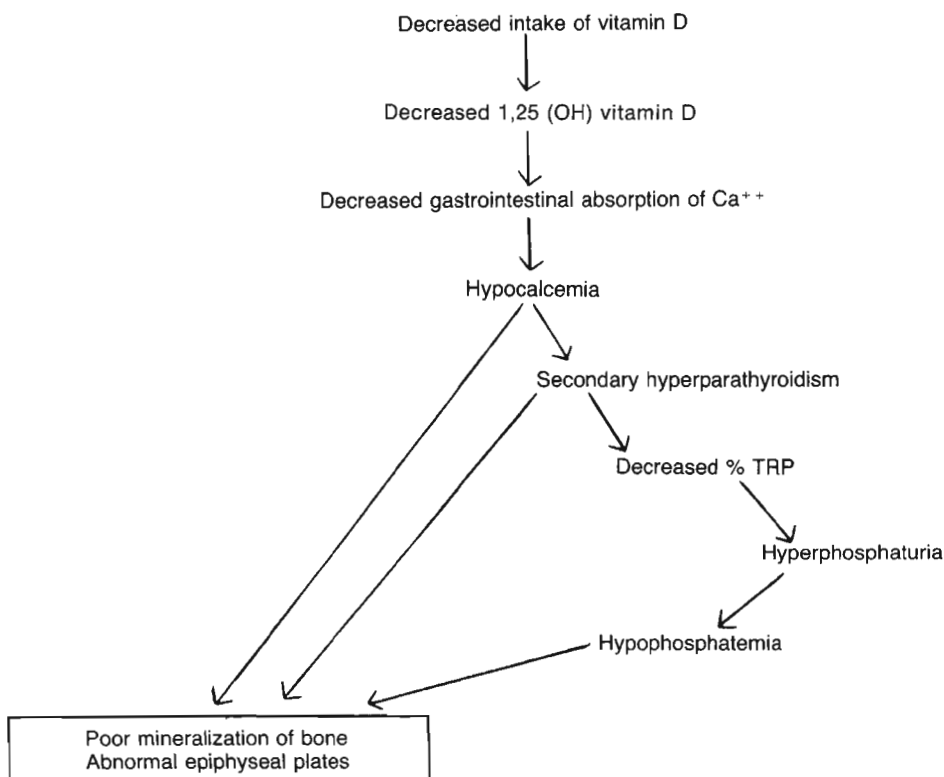 Decreased intake of vitamin D
Decreased 1,25 (OH) vitamin D
Decreased gastrointestinal absorption of Ca⁺⁺
Hypocalcemia
Secondary hyperparathyroidism
Decreased % TRP
Hyperphosphaturia
Hypophosphatemia
Poor mineralization of bone
Abnormal epiphyseal plates